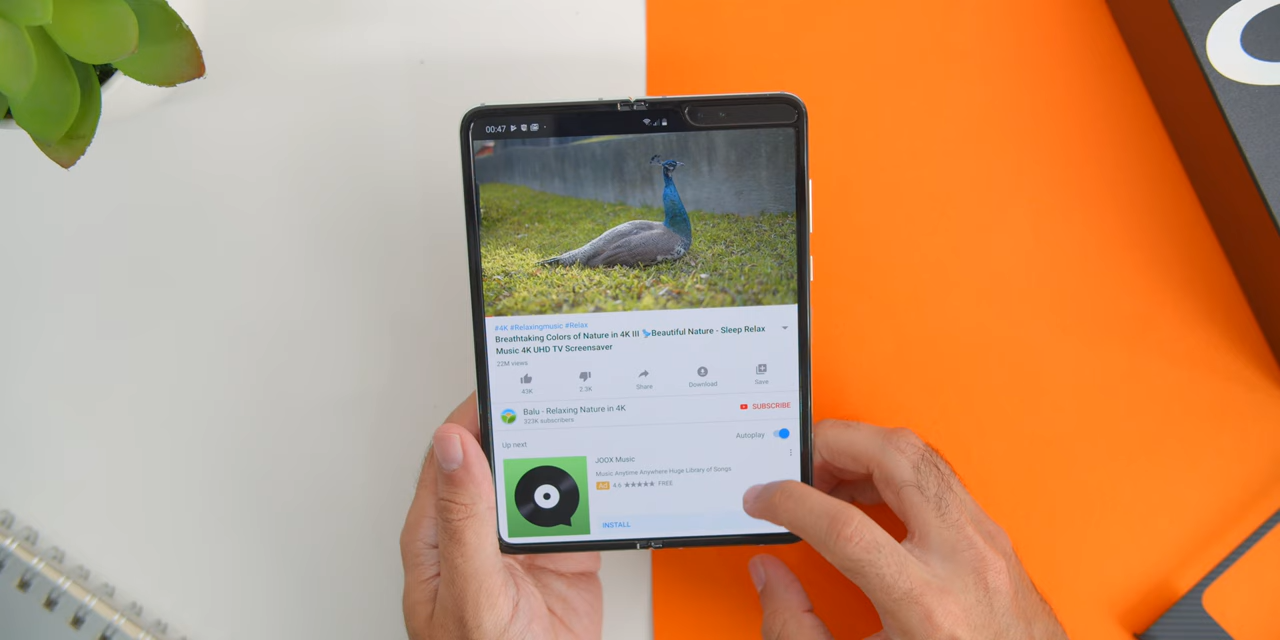 00:47
#4K #Relaxingmusic #Relax
Breathtaking Colors of Nature in 4K III Beautiful Nature - Sleep Relax
Music 4K UHD TV Screensaver
22M views
43K
2.3K
Share
Download
Save
Balu - Relaxing Nature in 4K
323K subscribers
SUBSCRIBE
Up next
Autoplay
JOOX Music
Music Anytime Anywhere Huge Library of Songs
Ad 4.6 ★★★★★ FREE
INSTALL